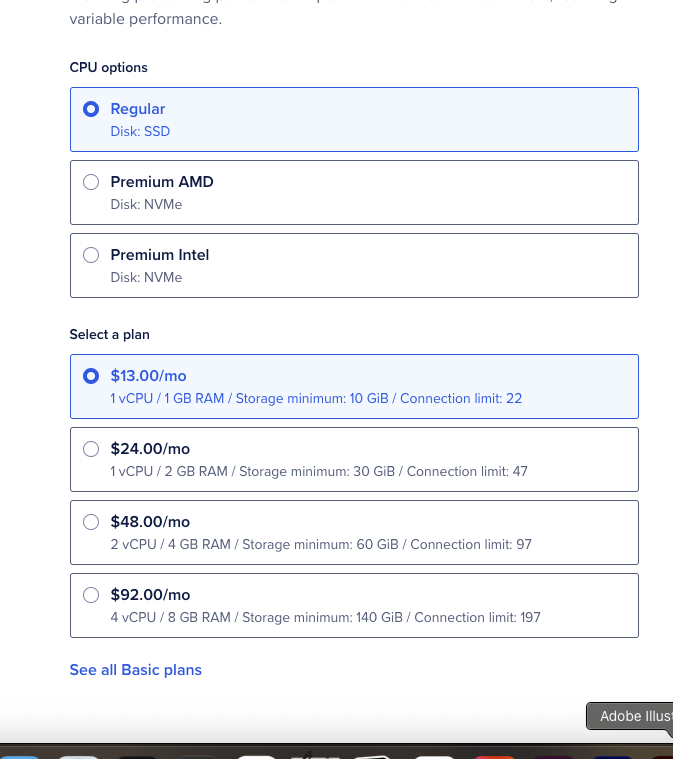 variable performance.
CPU options
Regular
Disk: SSD
Premium AMD
Disk: NVMe
Premium Intel
Disk: NVMe
Select a plan
$13.00/mo
1 vCPU / 1 GB RAM / Storage minimum: 10 GiB / Connection limit: 22
$24.00/mo
1 vCPU / 2 GB RAM / Storage minimum: 30 GiB / Connection limit: 47
$48.00/mo
2 vCPU / 4 GB RAM / Storage minimum: 60 GiB / Connection limit: 97
$92.00/mo
4 vCPU / 8 GB RAM / Storage minimum: 140 GiB / Connection limit: 197
See all Basic plans
Adobe Illust